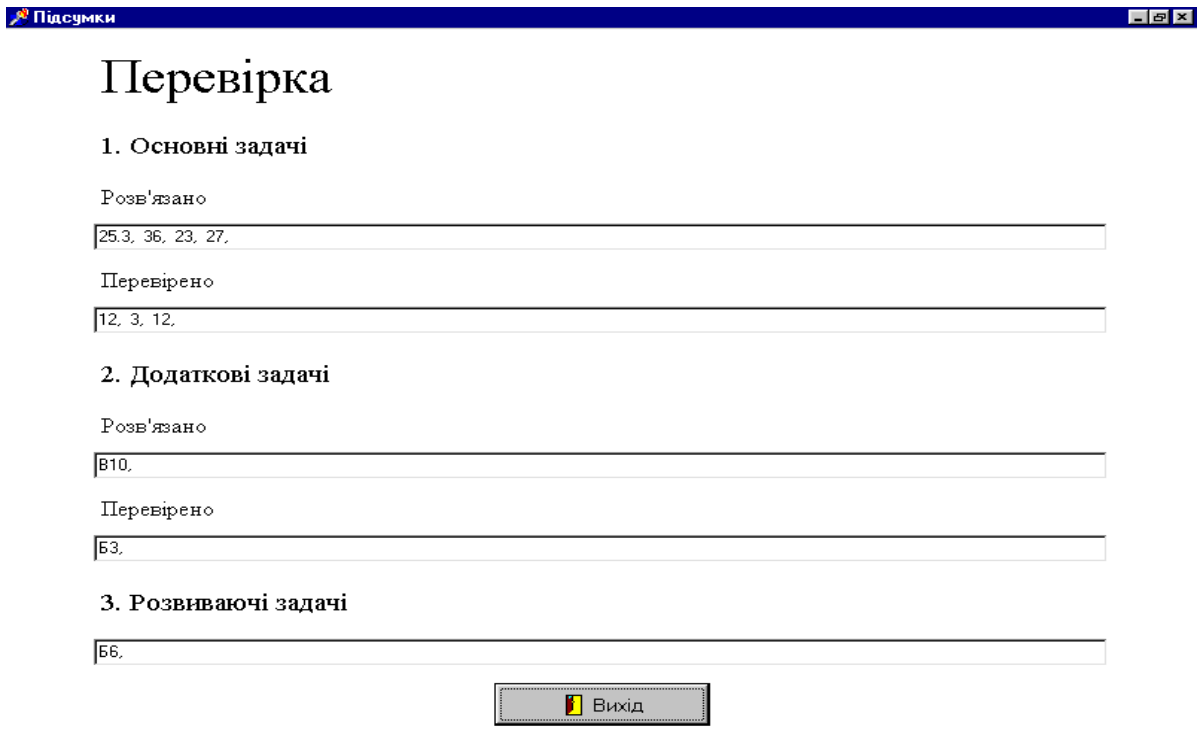 Підсумки
Перевірка
1. Основні задачі
Розв'язано
25.3, 36, 23, 27,
Перевірено
12, 3, 12,
2. Додаткові задачі
Розв'язано
В10,
Перевірено
Б3,
3. Розвиваючі задачі
Б6,
Вихід